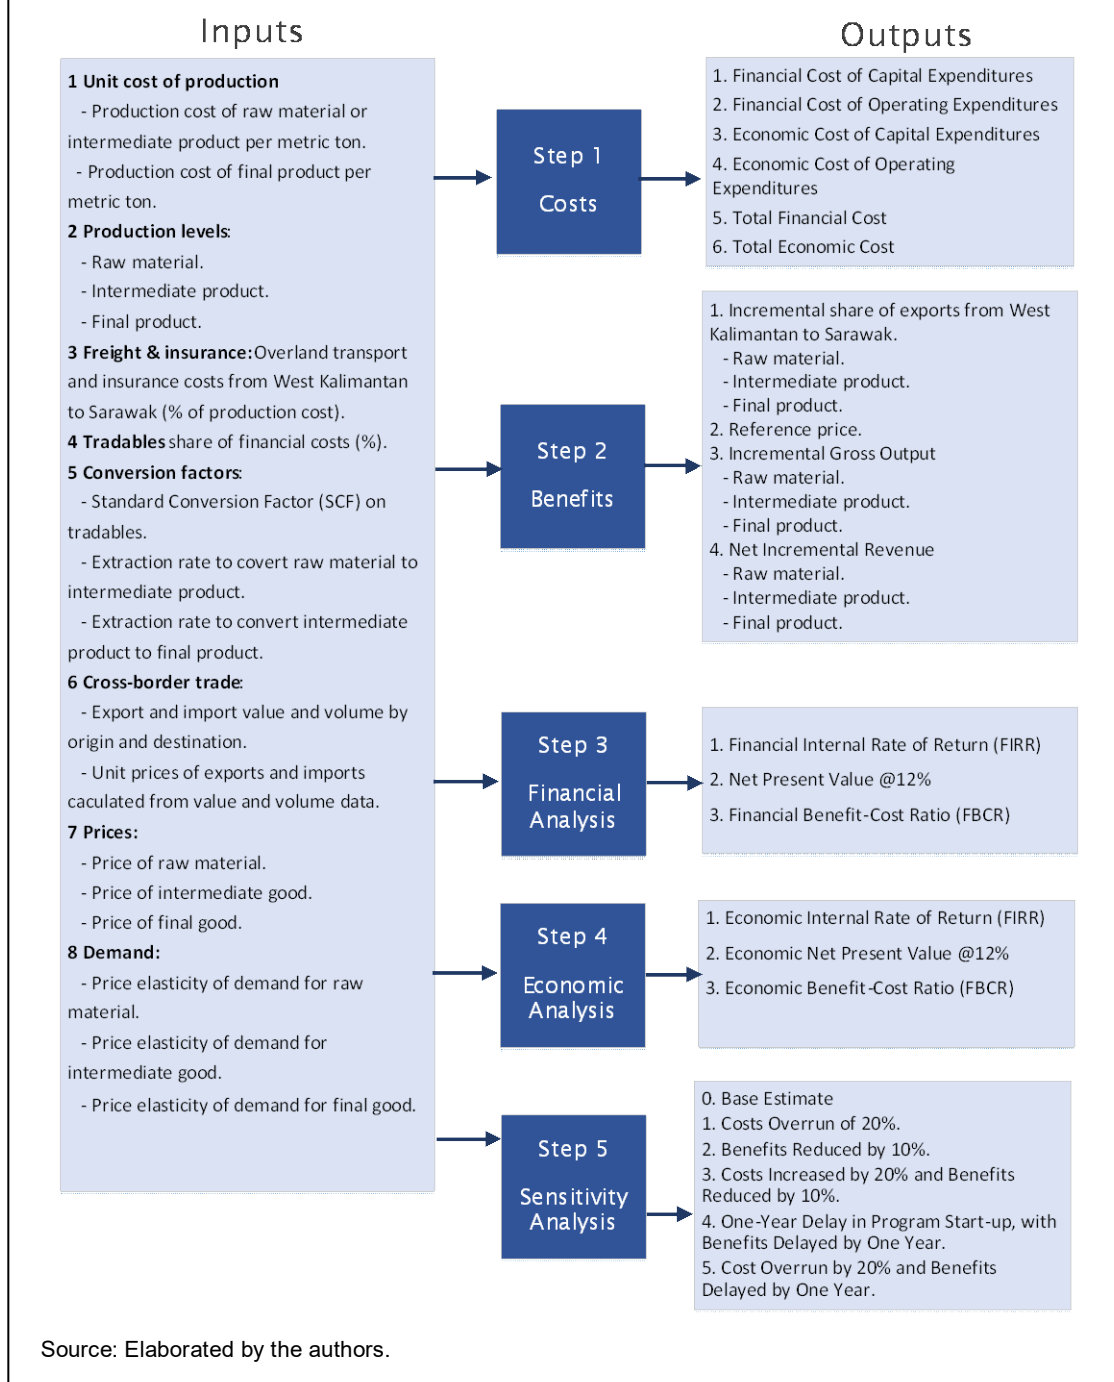 Inputs
1 Unit cost of production
- Production cost of raw material or
intermediate product per metric ton.
- Production cost of final product per
metric ton.
2 Production levels:
- Raw material.
- Intermediate product.
- Final product.
3 Freight & insurance: Overland transport
and insurance costs from West Kalimantan
to Sarawak (% of production cost).
4 Tradables share of financial costs (%).
5 Conversion factors:
- Standard Conversion Factor (SCF) on
tradables.
- Extraction rate to covert raw material to
intermediate product.
- Extraction rate to convert intermediate
product to final product.
6 Cross-border trade:
- Export and import value and volume by
origin and destination.
- Unit prices of exports and imports
caculated from value and volume data.
7 Prices:
- Price of raw material.
- Price of intermediate good.
- Price of final good.
8 Demand:
- Price elasticity of demand for raw
material.
- Price elasticity of demand for
intermediate good.
- Price elasticity of demand for final good.
Step 1
Costs
Step 2
Benefits
Step 3
Financial
Analysis
Step 4
Economic
Analysis
Step 5
Sensitivity
Analysis
Outputs
1. Financial Cost of Capital Expenditures
2. Financial Cost of Operating Expenditures
3. Economic Cost of Capital Expenditures
4. Economic Cost of Operating
Expenditures
5. Total Financial Cost
6. Total Economic Cost
1. Incremental share of exports from West
Kalimantan to Sarawak.
- Raw material.
- Intermediate product.
- Final product.
2. Reference price.
3. Incremental Gross Output
- Raw material.
- Intermediate product.
- Final product.
4. Net Incremental Revenue
- Raw material.
- Intermediate product.
- Final product.
1. Financial Internal Rate of Return (FIRR)
2. Net Present Value @12%
3. Financial Benefit-Cost Ratio (FBCR)
1. Economic Internal Rate of Return (FIRR)
2. Economic Net Present Value @12%
3. Economic Benefit-Cost Ratio (FBCR)
0. Base Estimate
1. Costs Overrun of 20%.
2. Benefits Reduced by 10%.
3. Costs Increased by 20% and Benefits
Reduced by 10%.
4. One-Year Delay in Program Start-up, with
Benefits Delayed by One Year.
5. Cost Overrun by 20% and Benefits
Delayed by One Year.
Source: Elaborated by the authors.